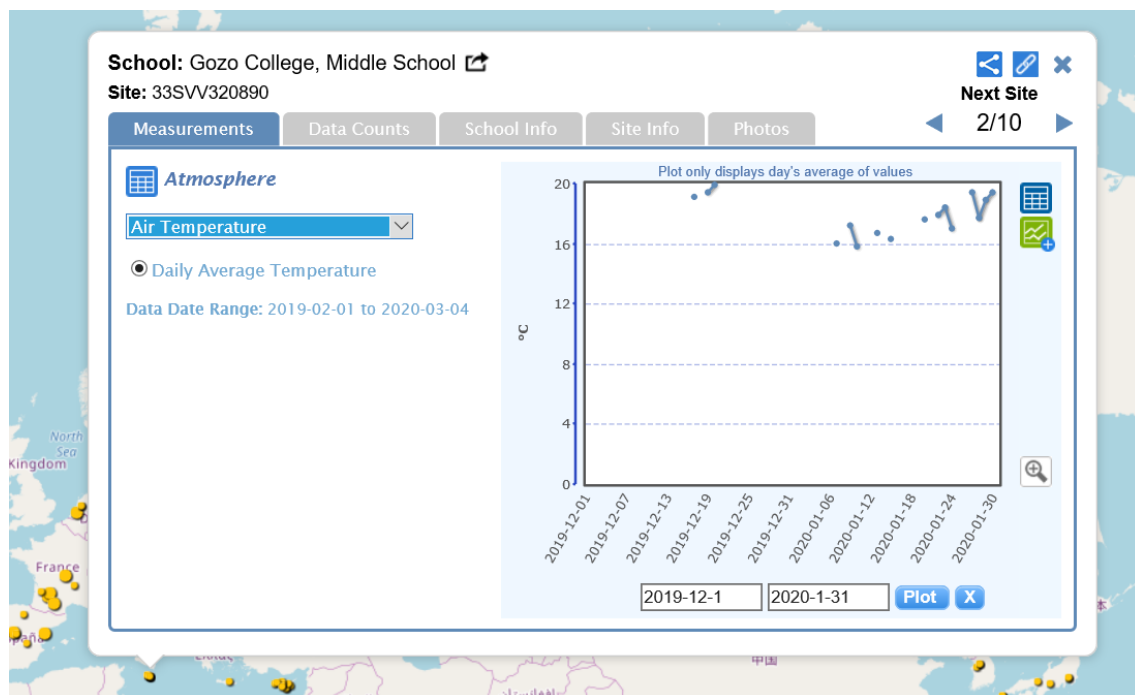 School: Gozo College, Middle School
Site: 33SVV320890
Next Site
2/10
Measurements
Data Counts
School Info
Site Info
Photos
Atmosphere
Air Temperature
Daily Average Temperature
Data Date Range: 2019-02-01 to 2020-03-04
Plot only displays day's average of values
20
16
12
8
4
0
°C
2019-12-01
2019-12-07
2019-12-13
2019-12-19
2019-12-25
2019-12-31
2020-01-06
2020-01-12
2020-01-18
2020-01-24
2020-01-30
2019-12-1
2020-1-31
Plot
X
North
Sea
Kingdom
France
中国